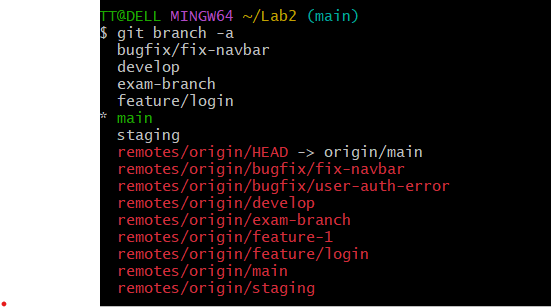 TT@DELL MINGW64 ~/Lab2 (main)
$ git branch -a
  bugfix/fix-navbar
  develop
  exam-branch
  feature/login
* main
  staging
  remotes/origin/HEAD -> origin/main
  remotes/origin/bugfix/fix-navbar
  remotes/origin/bugfix/user-auth-error
  remotes/origin/develop
  remotes/origin/exam-branch
  remotes/origin/feature-1
  remotes/origin/feature/login
  remotes/origin/main
  remotes/origin/staging